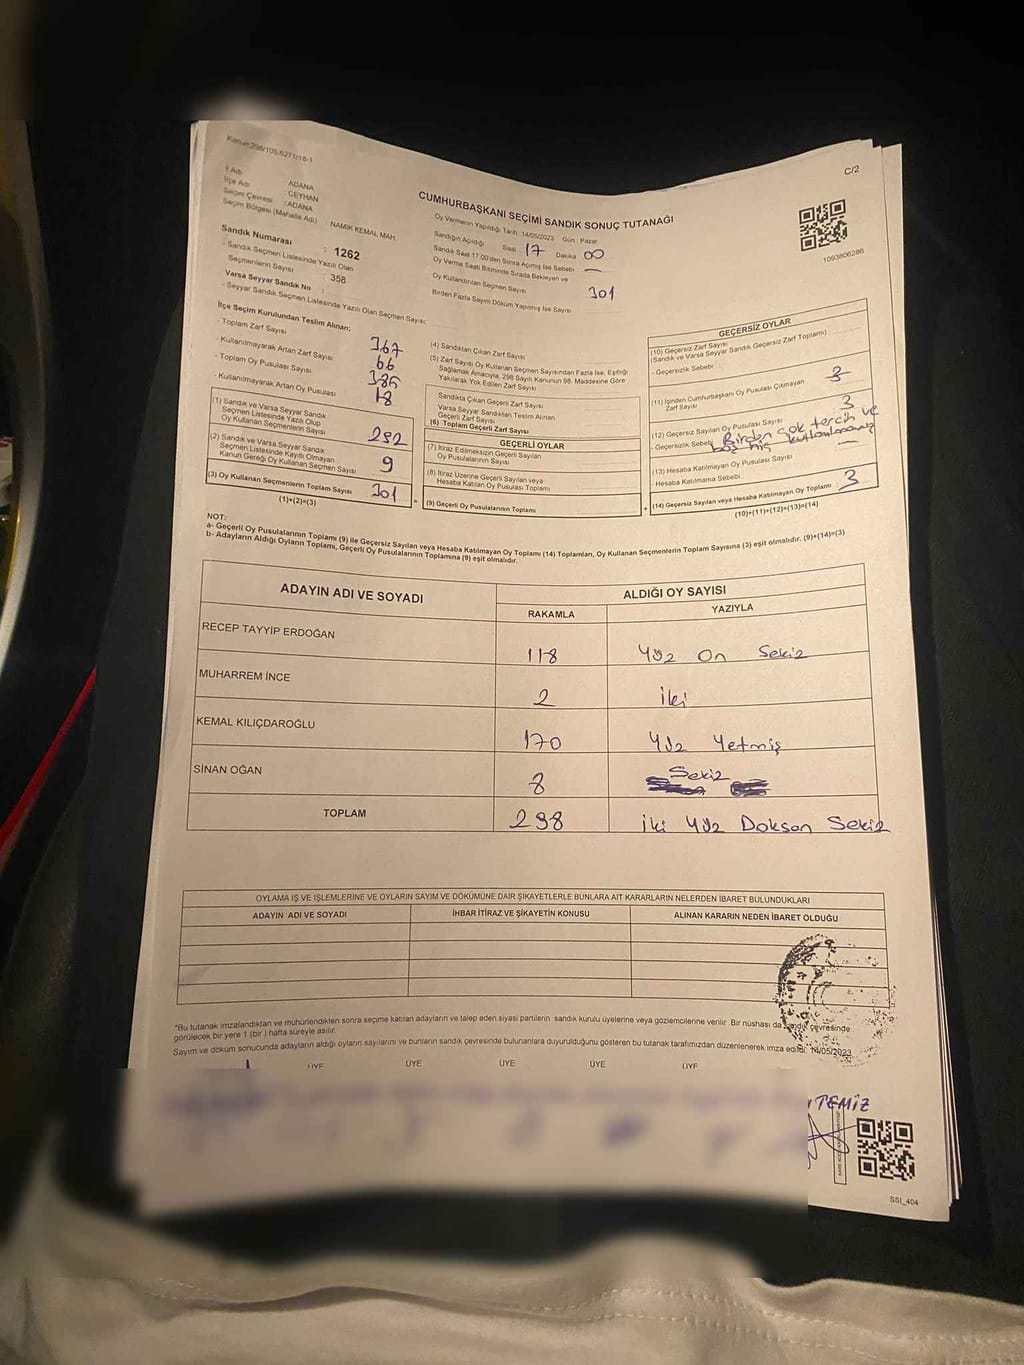 Kanun:298/105,6271/18-1
C/2
İl Adı : ADANA
İlçe Adı : CEYHAN
Seçim Çevresi : ADANA
Seçim Bölgesi (Mahalle Adı) : NAMIK KEMAL MAH.
Sandık Numarası : 1262
- Sandık Seçmen Listesinde Yazılı Olan
Seçmenlerin Sayısı : 358
Varsa Seyyar Sandık No :
- Seyyar Sandık Seçmen Listesinde Yazılı Olan Seçmen Sayısı:
CUMHURBAŞKANI SEÇİMİ SANDIK SONUÇ TUTANAĞI
Oy Vermenin Yapıldığı Tarih: 14/05/2023 Gün : Pazar
Sandığın Açıldığı Saat 17 Dakika 00
Sandık Saat 17:00'den Sonra Açılmış İse Sebebi —
Oy Verme Saati Bitiminde Sırada Bekleyen ve
Oy Kullandırılan Seçmen Sayısı
301
Birden Fazla Sayım Döküm Yapılmış İse Sayısı
1093806286
İlçe Seçim Kurulundan Teslim Alınan;
- Toplam Zarf Sayısı 367
- Kullanılmayarak Artan Zarf Sayısı 66
- Toplam Oy Pusulası Sayısı
- Kullanılmayarak Artan Oy Pusulası 18
(1) Sandık ve Varsa Seyyar Sandık
Seçmen Listesinde Yazılı Olup
Oy Kullanan Seçmenlerin Sayısı 292
(2) Sandık ve Varsa Seyyar Sandık
Seçmen Listesinde Kayıtlı Olmayan
Kanun Gereği Oy Kullanan Seçmen Sayısı 9
(3) Oy Kullanan Seçmenlerin Toplam Sayısı 301
(1)+(2)=(3)
(4) Sandıktan Çıkan Zarf Sayısı
(5) Zarf Sayısı Oy Kullanan Seçmen Sayısından Fazla İse, Eşitliği
Sağlamak Amacıyla, 298 Sayılı Kanunun 98. Maddesine Göre
Yakılarak Yok Edilen Zarf Sayısı
Sandıkta Çıkan Geçerli Zarf Sayısı
Varsa Seyyar Sandıktan Teslim Alınan
Geçerli Zarf Sayısı
(6) Toplam Geçerli Zarf Sayısı
GEÇERLİ OYLAR
(7) İtiraz Edilmeksizin Geçerli Sayılan
Oy Pusulalarının Sayısı
(8) İtiraz Üzerine Geçerli Sayılan veya
Hesaba Katılan Oy Pusulası Toplamı
(9) Geçerli Oy Pusulalarının Toplamı
GEÇERSİZ OYLAR
(10) Geçersiz Zarf Sayısı
(Sandık ve Varsa Seyyar Sandık Geçersiz Zarf Toplamı)
- Geçersizlik Sebebi
(11) İçinden Cumhurbaşkanı Oy Pusulası Çıkmayan
Zarf Sayısı
(12) Geçersiz Sayılan Oy Pusulası Sayısı 3
- Geçersizlik Sebebi Birden çok tercih ve
boş hiç kullanılmamış
(13) Hesaba Katılmayan Oy Pusulası Sayısı —
- Hesaba Katılmama Sebebi
(14) Geçersiz Sayılan veya Hesaba Katılmayan Oy Toplamı 3
(10)+(11)+(12)+(13)=(14)
NOT:
a- Geçerli Oy Pusulalarının Toplamı (9) ile Geçersiz Sayılan veya Hesaba Katılmayan Oy Toplamı (14) Toplamları, Oy Kullanan Seçmenlerin Toplam Sayısına (3) eşit olmalıdır. (9)+(14)=(3)
b- Adayların Aldığı Oyların Toplamı, Geçerli Oy Pusulalarının Toplamına (9) eşit olmalıdır.
ADAYIN ADI VE SOYADI ALDIĞI OY SAYISI
RAKAMLA YAZIYLA
RECEP TAYYİP ERDOĞAN 118 Yüz On Sekiz
MUHARREM İNCE 2 İki
KEMAL KILIÇDAROĞLU 170 Yüz Yetmiş
SİNAN OĞAN 8 Sekiz
TOPLAM 298 İki Yüz Doksan Sekiz
OYLAMA İŞ VE İŞLEMLERİNE VE OYLARIN SAYIM VE DÖKÜMÜNE DAİR ŞİKAYETLERLE BUNLARA AİT KARARLARIN NELERDEN İBARET BULUNDUKLARI
ADAYIN ADI VE SOYADI İHBAR İTİRAZ VE ŞİKAYETİN KONUSU ALINAN KARARIN NEDEN İBARET OLDUĞU
*Bu tutanak imzalandıktan ve mühürlendikten sonra seçime katılan adayların ve talep eden siyasi partilerin sandık kurulu üyelerine veya gözlemcilerine verilir. Bir nüshası da sandık çevresinde
görülecek bir yere 1 (bir) hafta süreyle asılır.
Sayım ve döküm sonucunda adayların aldığı oyların sayılarını ve bunların sandık çevresinde bulunanlara duyurulduğunu gösteren bu tutanak tarafımızdan düzenlenerek imza edildi. 14/05/2023
ÜYE ÜYE ÜYE ÜYE ÜYE
TEMİZ
SSI_404